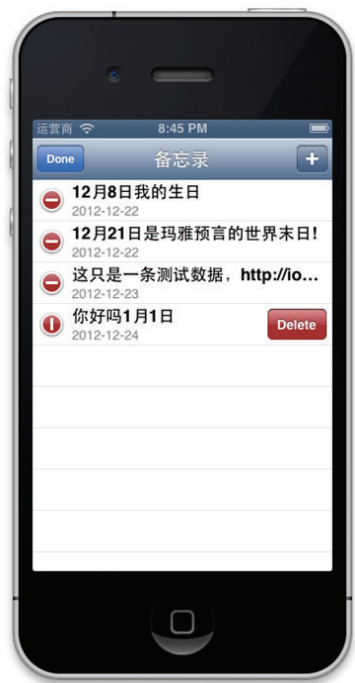 运营商 8:45 PM
Done 备忘录 +
12月8日我的生日
2012-12-22
12月21日是玛雅预言的世界末日!
2012-12-22
这只是一条测试数据，http://io...
2012-12-23
你好吗1月1日
2012-12-24
Delete